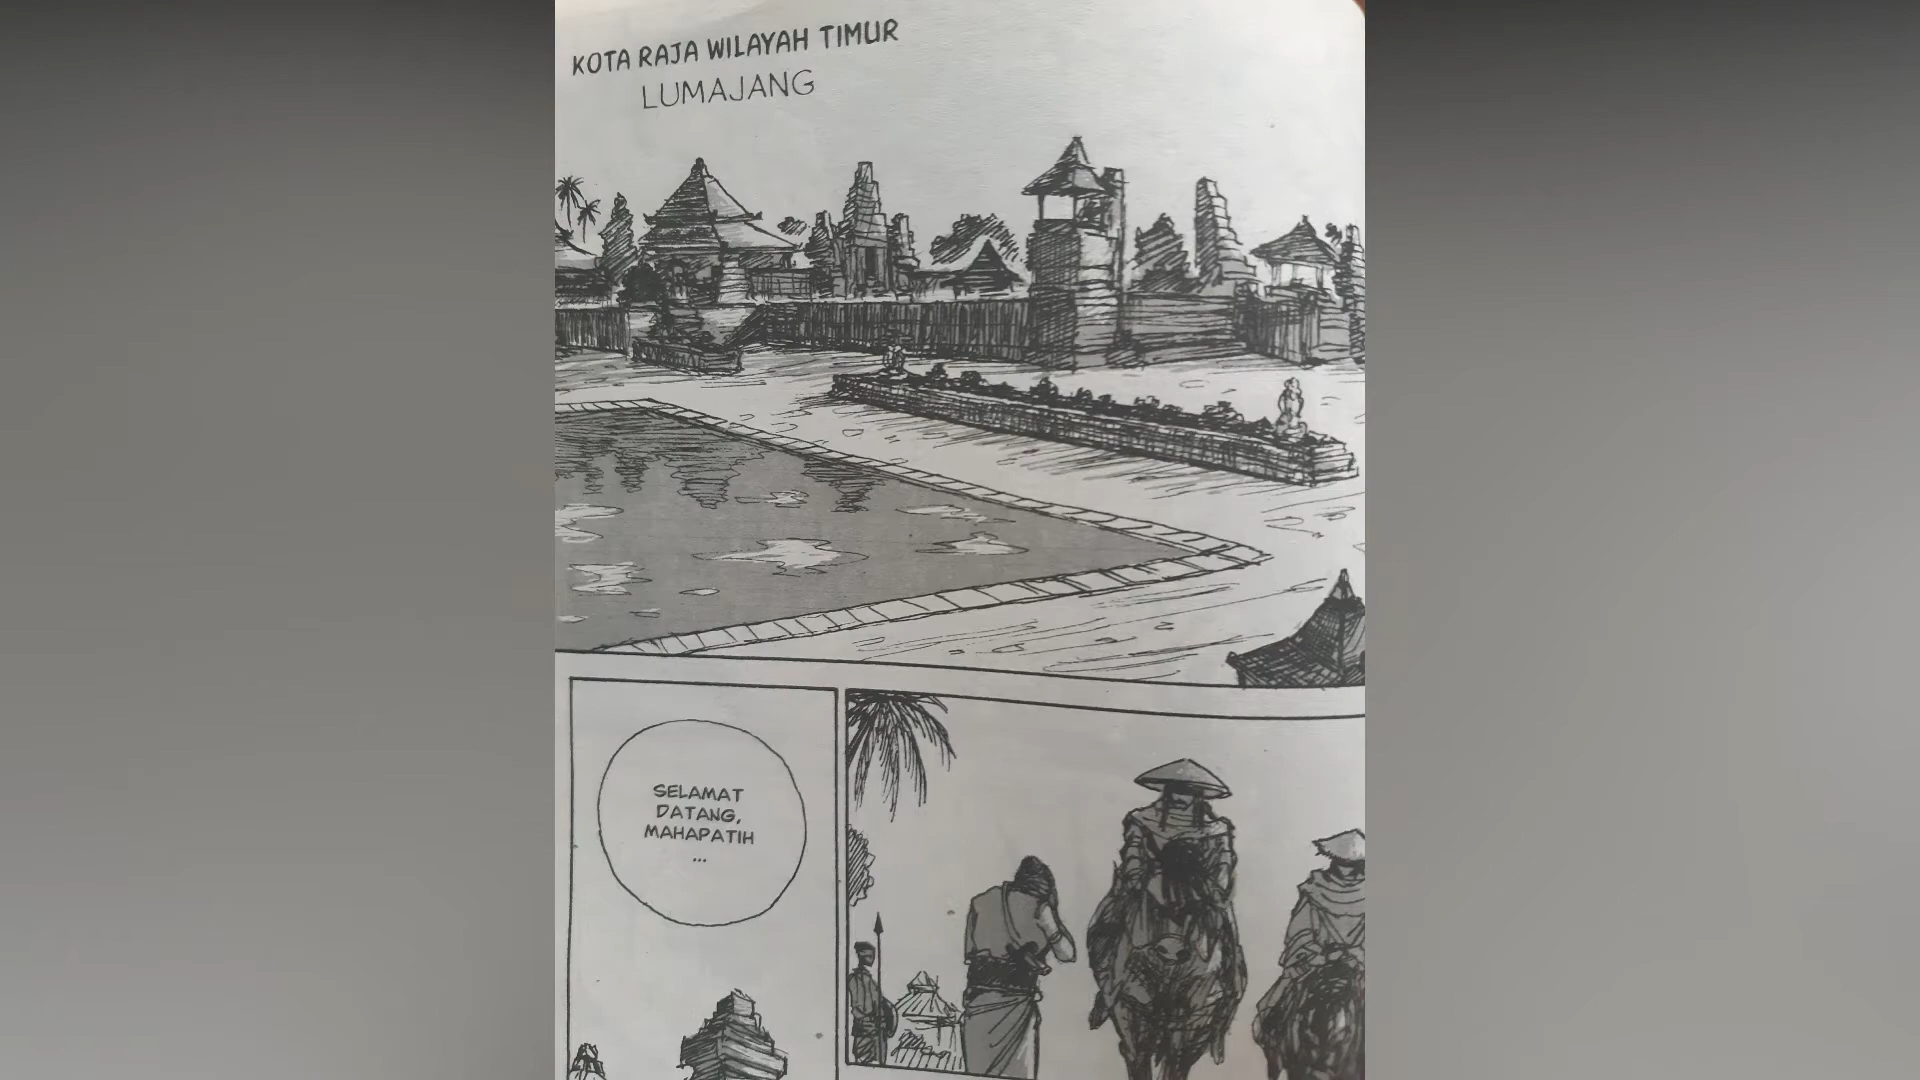 KOTA RAJA WILAYAH TIMUR
LUMAJANG
SELAMAT
DATANG,
MAHAPATIH
...